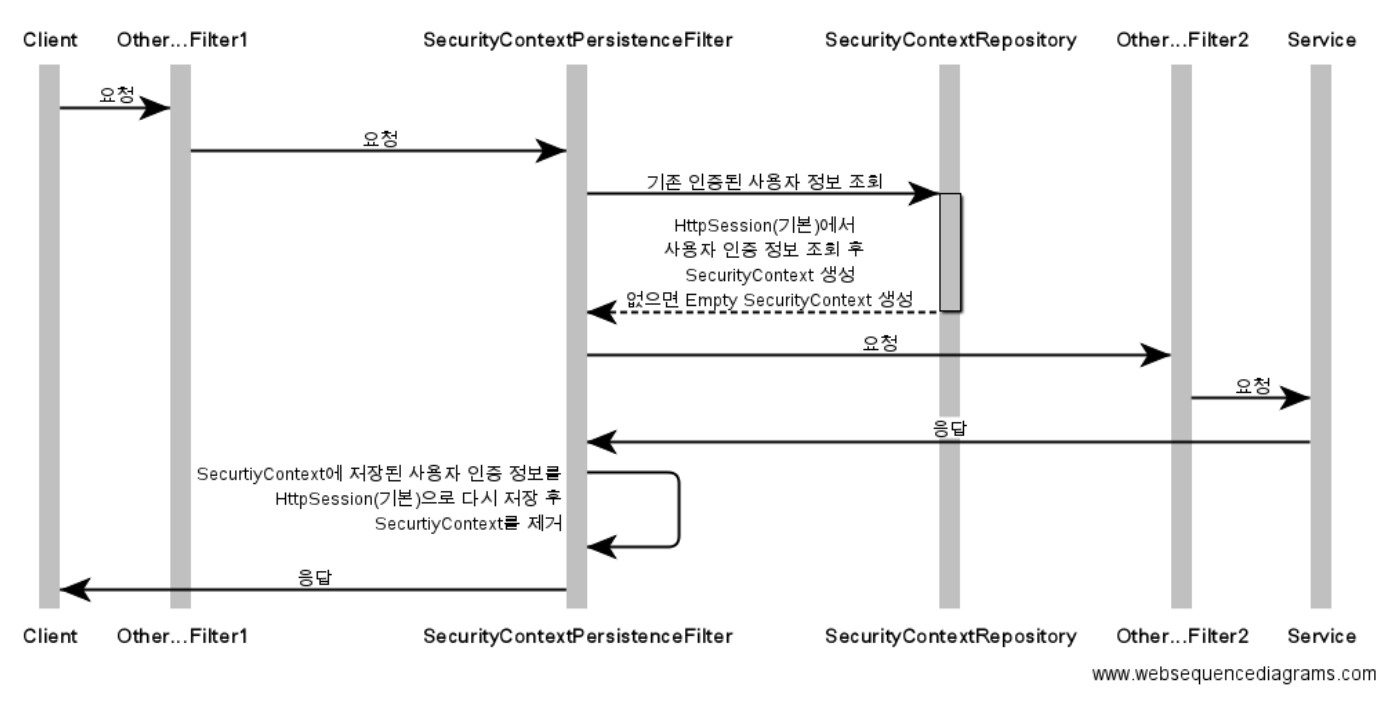 Client
Other...Filter1
SecurityContextPersistenceFilter
SecurityContextRepository
Other...Filter2
Service
요청
요청
기존 인증된 사용자 정보 조회
HttpSession(기본)에서
사용자 인증 정보 조회 후
SecurityContext 생성
없으면 Empty SecurityContext 생성
요청
요청
응답
SecurtiyContext에 저장된 사용자 인증 정보를
HttpSession(기본)으로 다시 저장 후
SecurtiyContext를 제거
응답
Client
Other...Filter1
SecurityContextPersistenceFilter
SecurityContextRepository
Other...Filter2
Service
www.websequencediagrams.com